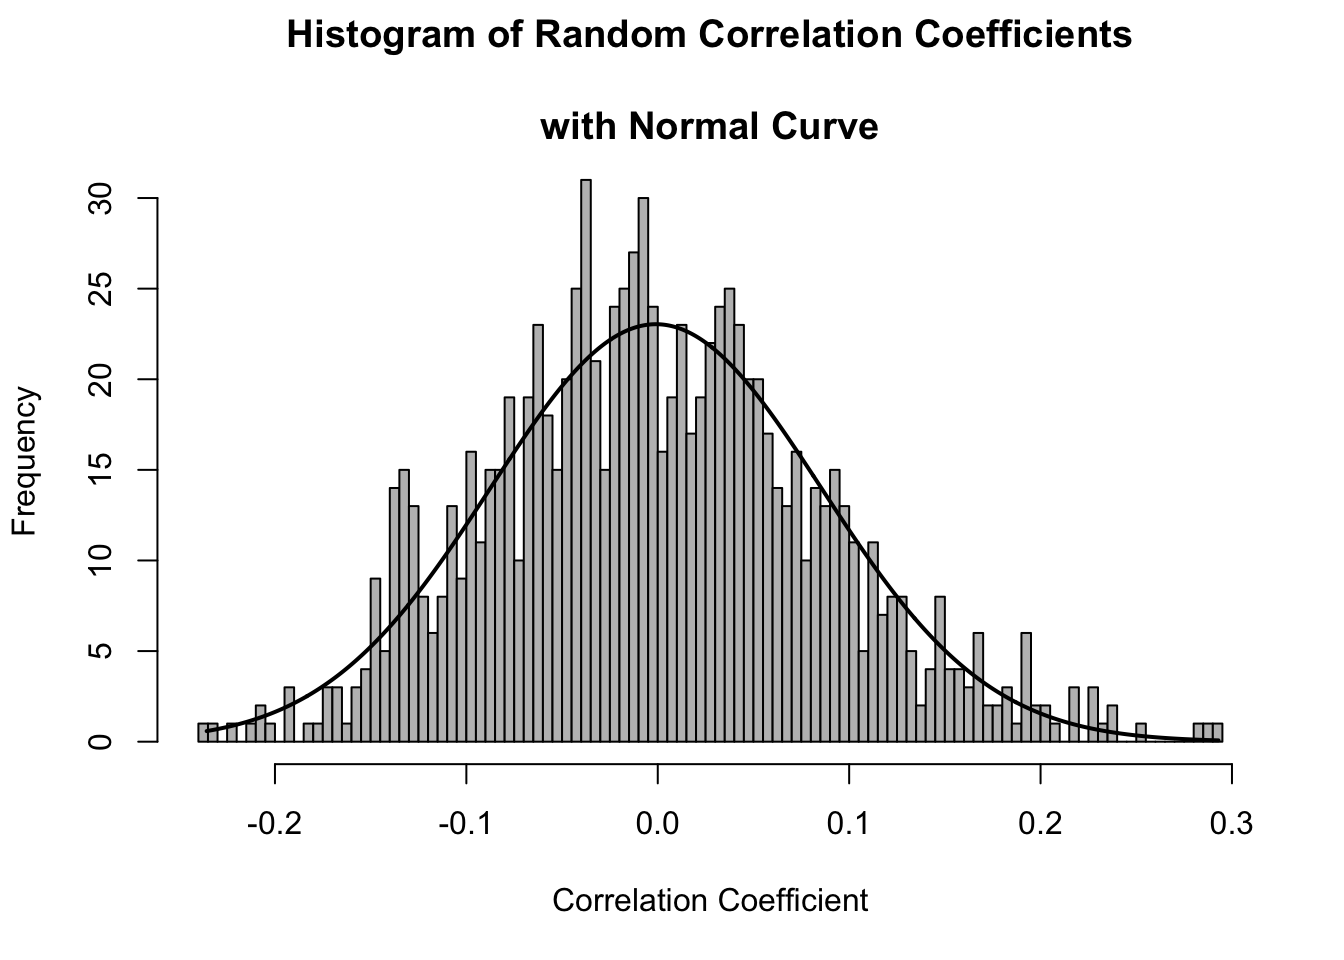 Histogram of Random Correlation Coefficients
with Normal Curve
Frequency
30
25
20
15
10
5
0
-0.2 -0.1 0.0 0.1 0.2 0.3
Correlation Coefficient